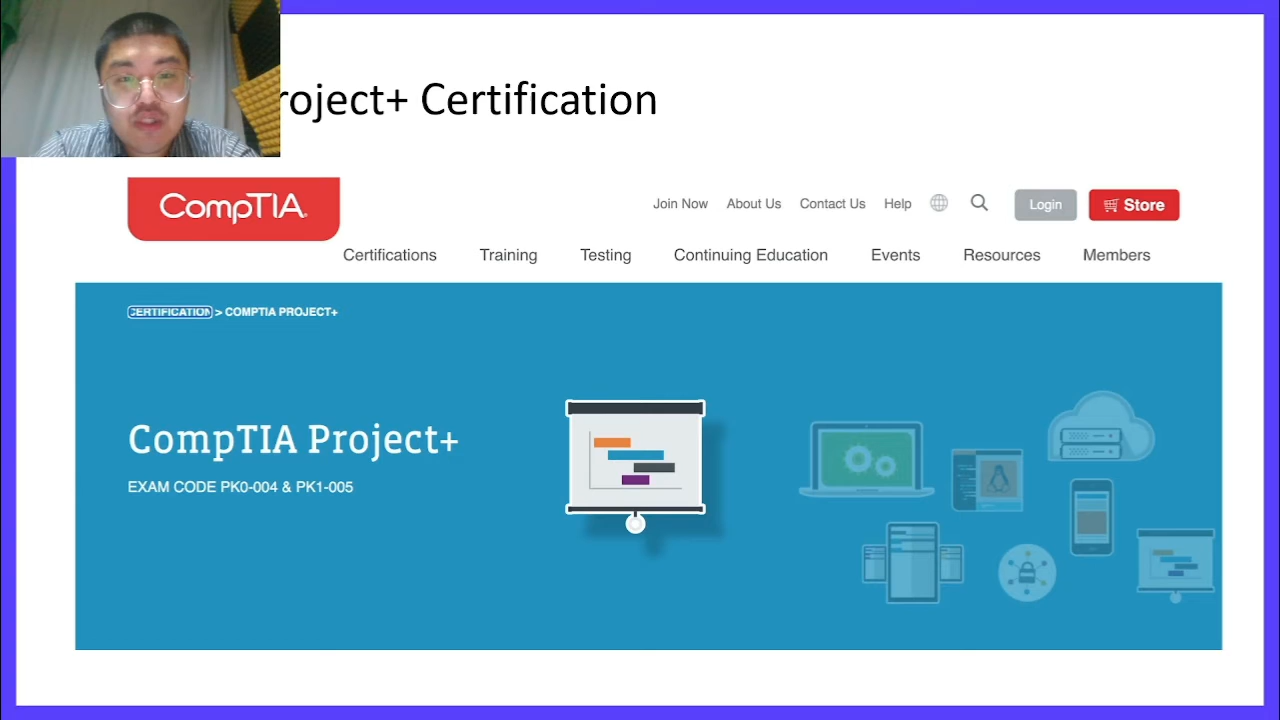 roject+ Certification
CompTIA.
Join Now About Us Contact Us Help Login Store
Certifications Training Testing Continuing Education Events Resources Members
CERTIFICATION > COMPTIA PROJECT+
CompTIA Project+
EXAM CODE PK0-004 & PK1-005